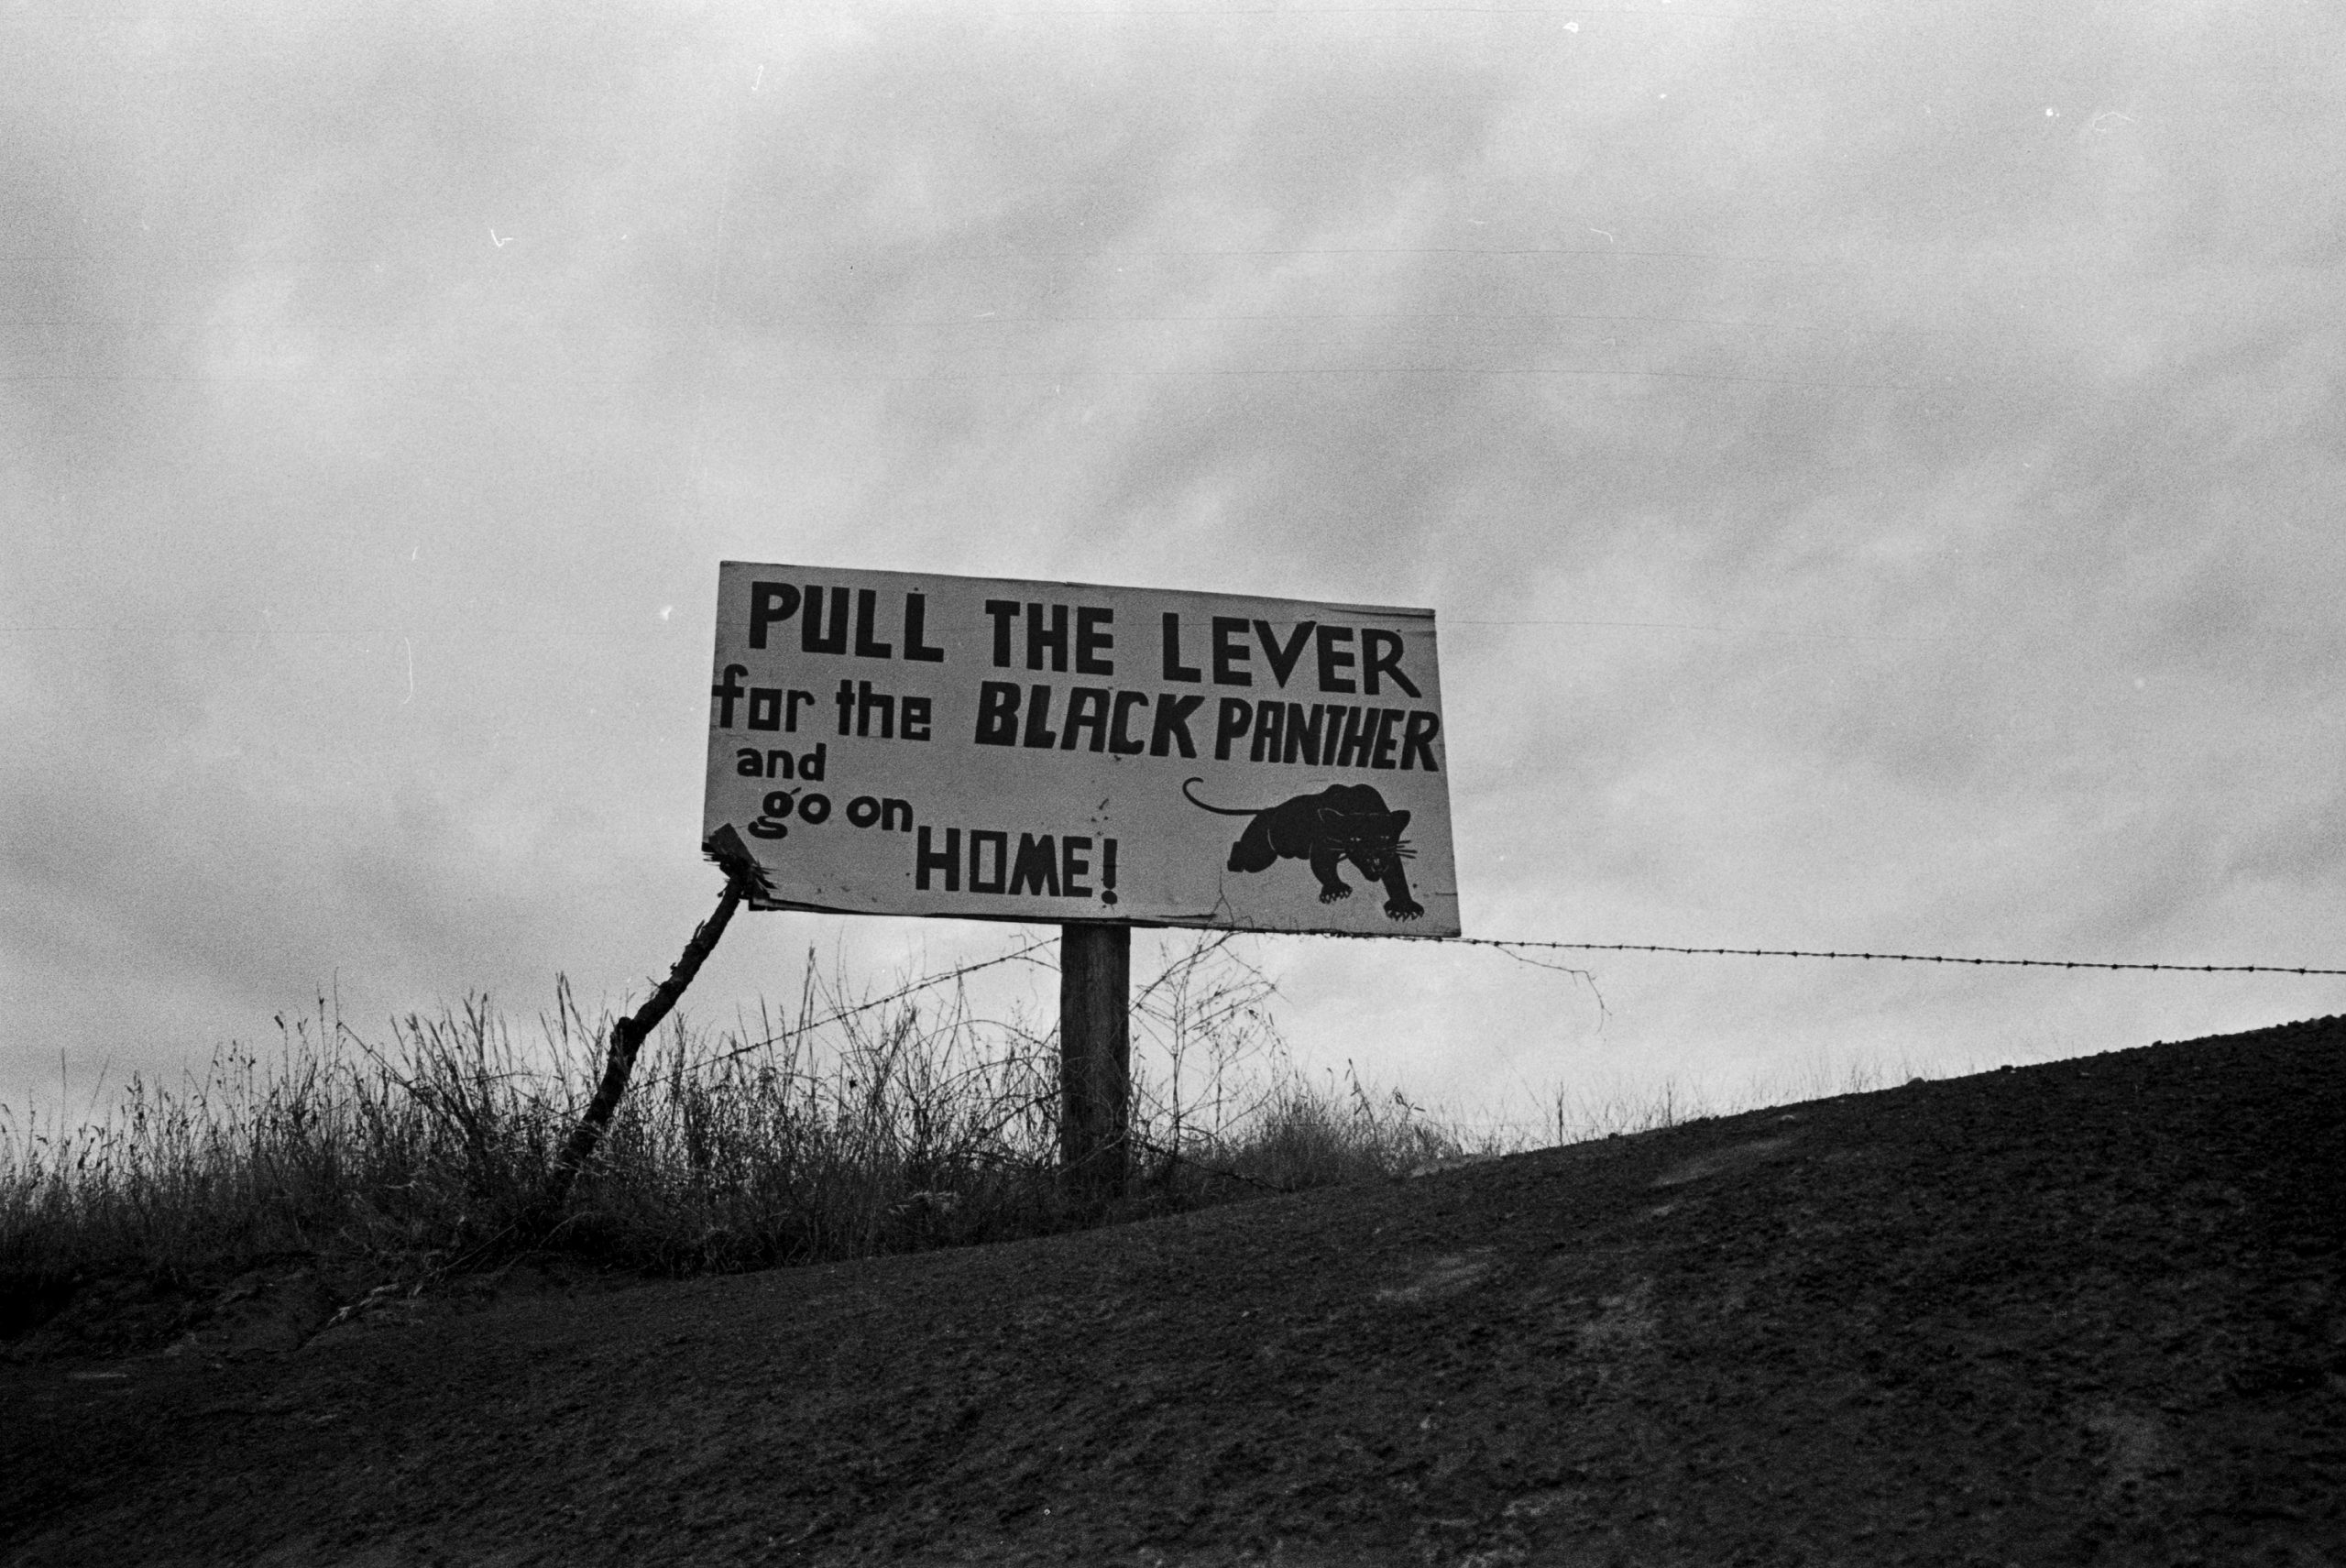 PULL THE LEVER
for the BLACK PANTHER
and
go on
HOME!